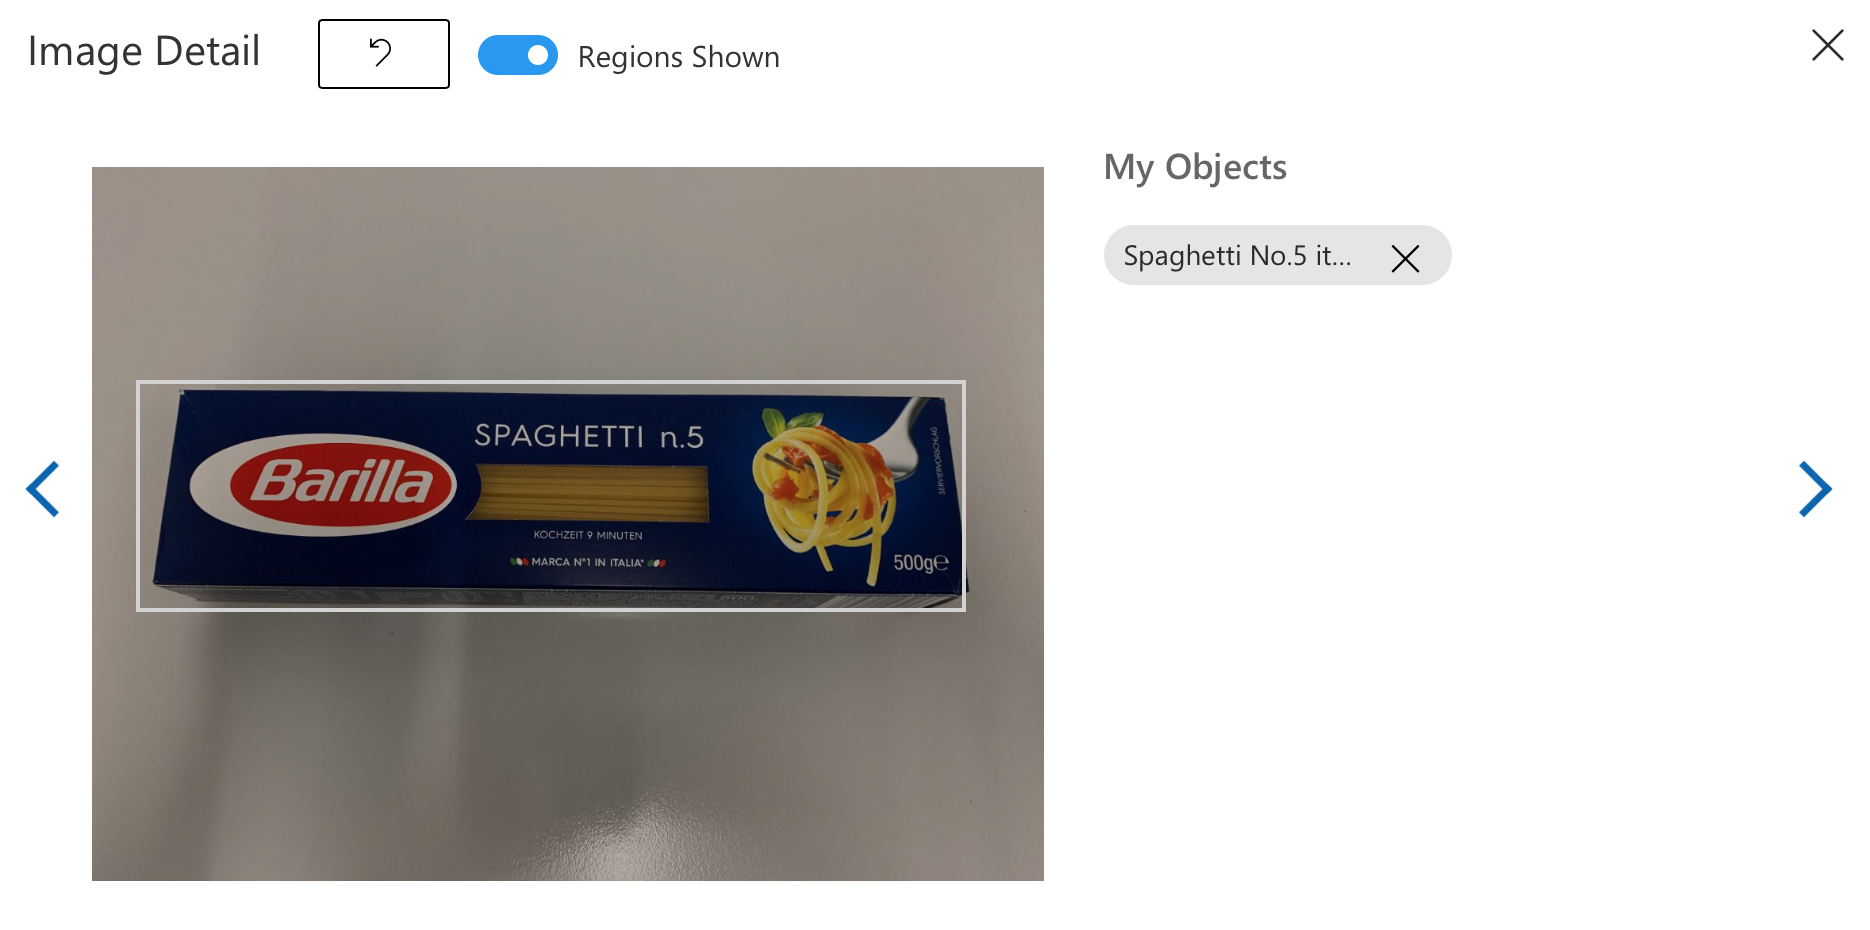 Image Detail
Regions Shown
My Objects
Spaghetti No.5 it...
SPAGHETTI n.5
Barilla
KOCHZEIT 9 MINUTEN
MARCA N°1 IN ITALIA*
SERVIERVORSCHLAG
500g℮